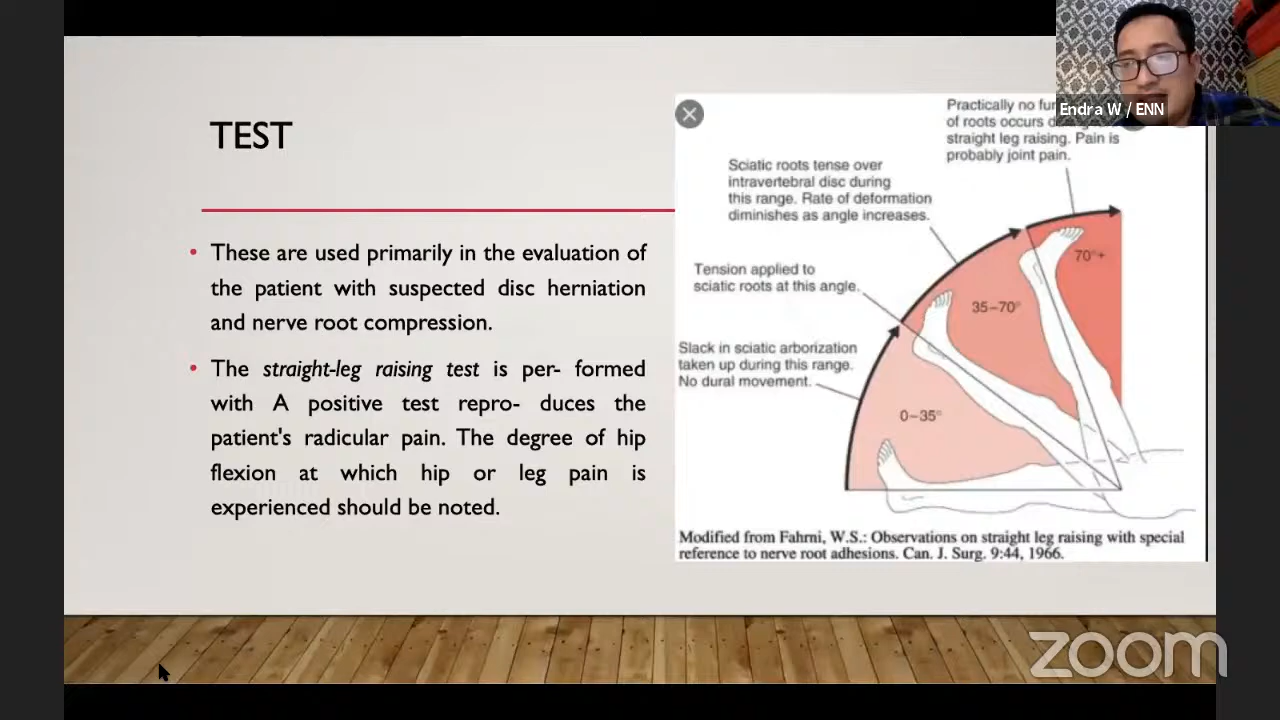 TEST
• These are used primarily in the evaluation of
the patient with suspected disc herniation
and nerve root compression.
• The straight-leg raising test is per- formed
with A positive test repro- duces the
patient's radicular pain. The degree of hip
flexion at which hip or leg pain is
experienced should be noted.
Endra W / ENN
Practically no
of roots occurs
straight leg raising. Pain is
probably joint pain.
Sciatic roots tense over
intravertebral disc during
this range. Rate of deformation
diminishes as angle increases.
Tension applied to
sciatic roots at this angle.
Slack in sciatic arborization
taken up during this range.
No dural movement.
70°+
35–70°
0–35°
Modified from Fahrni, W.S.: Observations on straight leg raising with special
reference to nerve root adhesions. Can. J. Surg. 9:44, 1966.
zoom